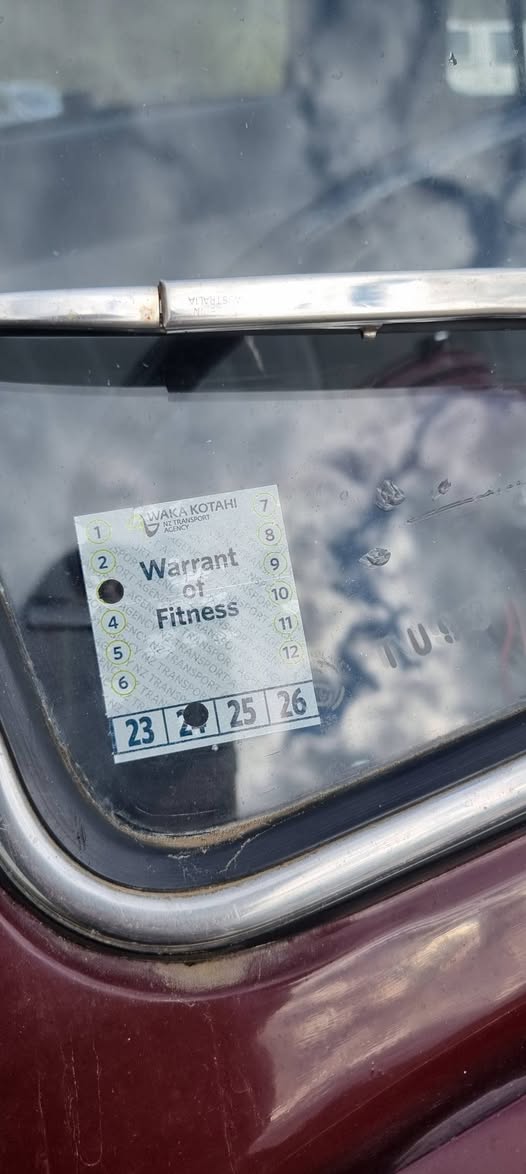 WAKA KOTAHI
NZ TRANSPORT
AGENCY
Warrant
of
Fitness
1
2
4
5
6
7
8
9
10
11
12
23 24 25 26